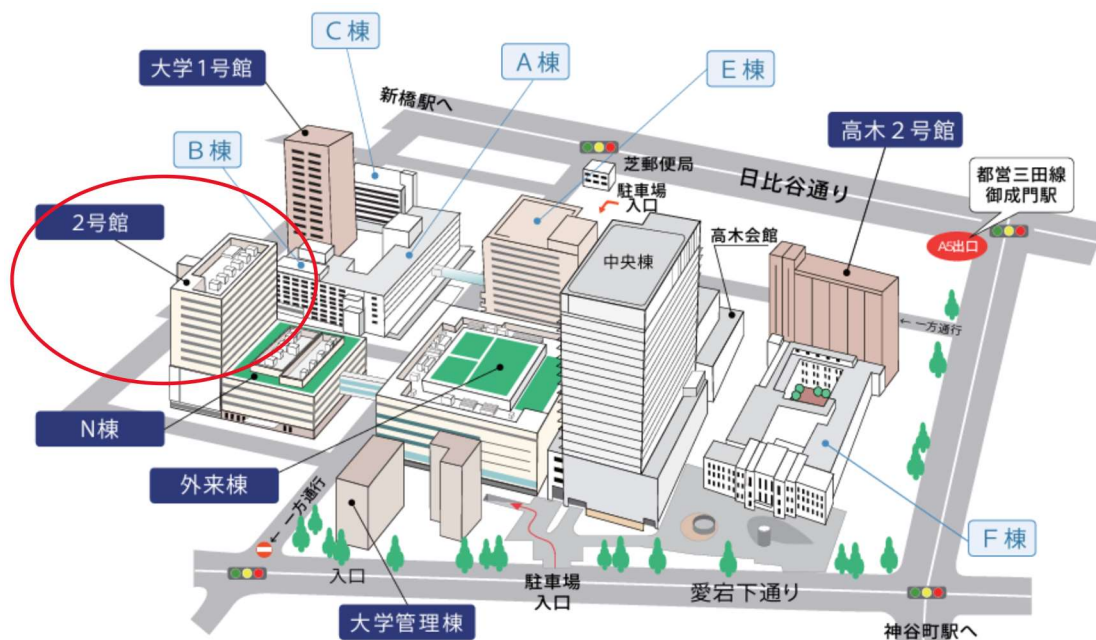 C棟
大学1号館
A棟
E棟
新橋駅へ
高木2号館
B棟
芝郵便局
日比谷通り
都営三田線
御成門駅
駐車場
入口
2号館
高木会館
A5出口
中央棟
←一方通行
N棟
外来棟
←一方通行
F棟
入口
駐車場
入口
愛宕下通り
大学管理棟
神谷町駅へ